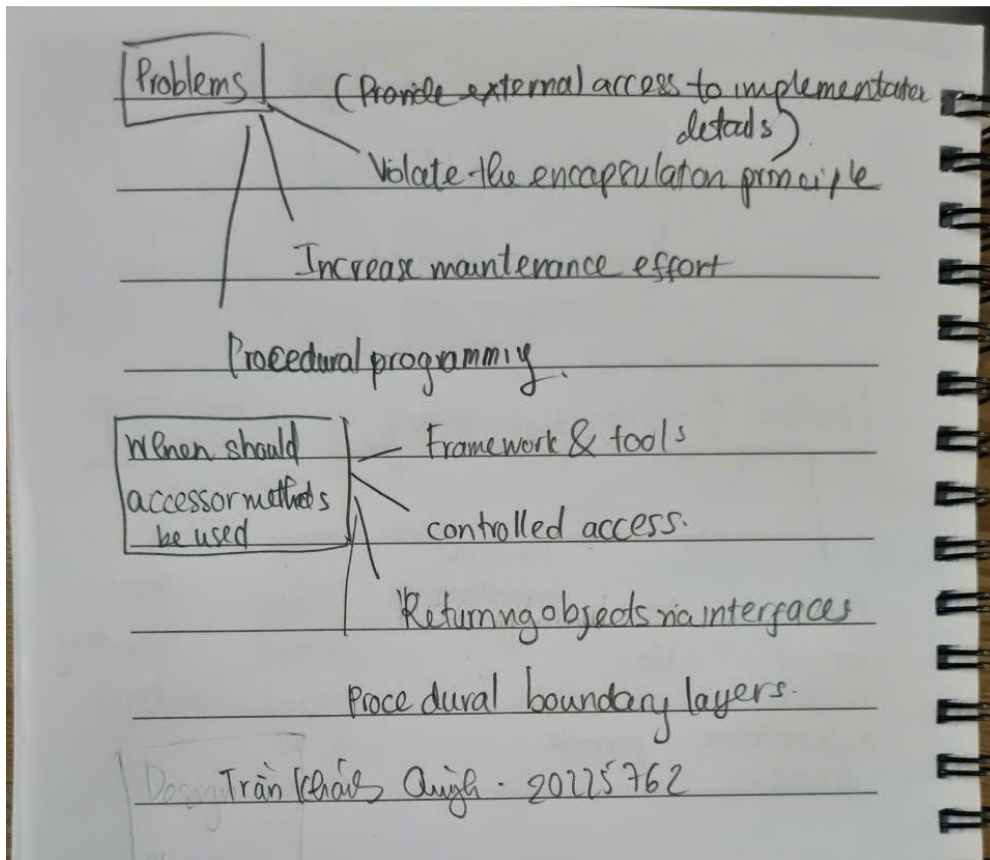 Problems
(Provide external access to implementation
details)
Violate the encapsulation principle
Increase maintenance effort
Procedural programmiy.
When should
accessor methods
be used
Framework & tools
controlled access.
Returning objects via interfaces
Procedural boundary layers.
Trần Khánh Quỳnh - 20225762